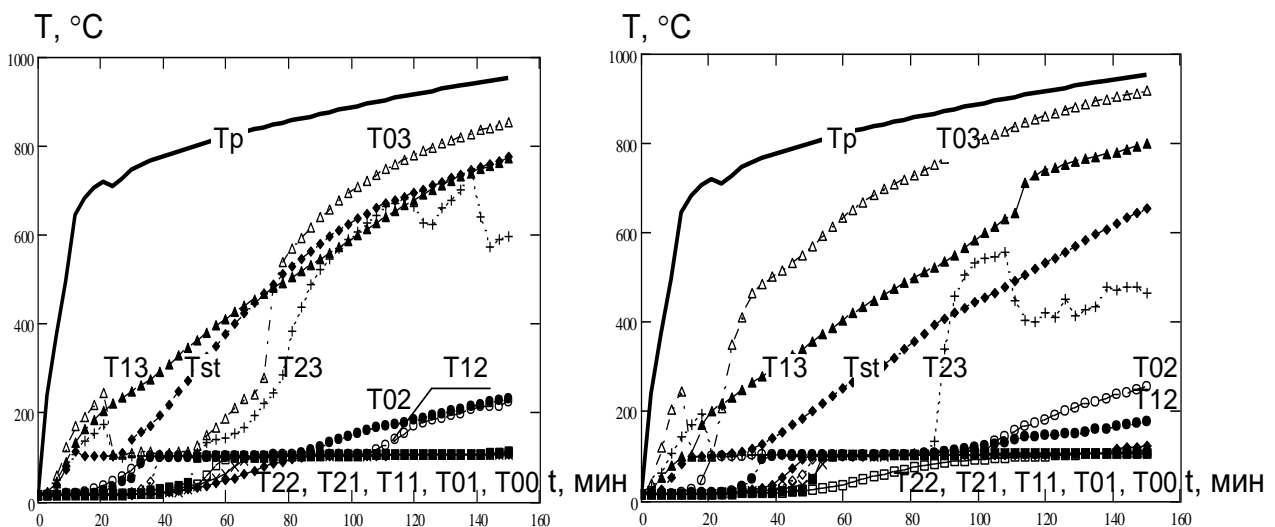 T, °C
1000
800
600
400
200
0
0 20 40 60 80 100 120 140 160
Tp
T03
T13
Tst
T23
T12
T02
T22, T21, T11, T01, T00
t, мин
T, °C
1000
800
600
400
200
0
0 20 40 60 80 100 120 140 160
Tp
T03
T13
Tst
T23
T02
T12
T22, T21, T11, T01, T00
t, мин